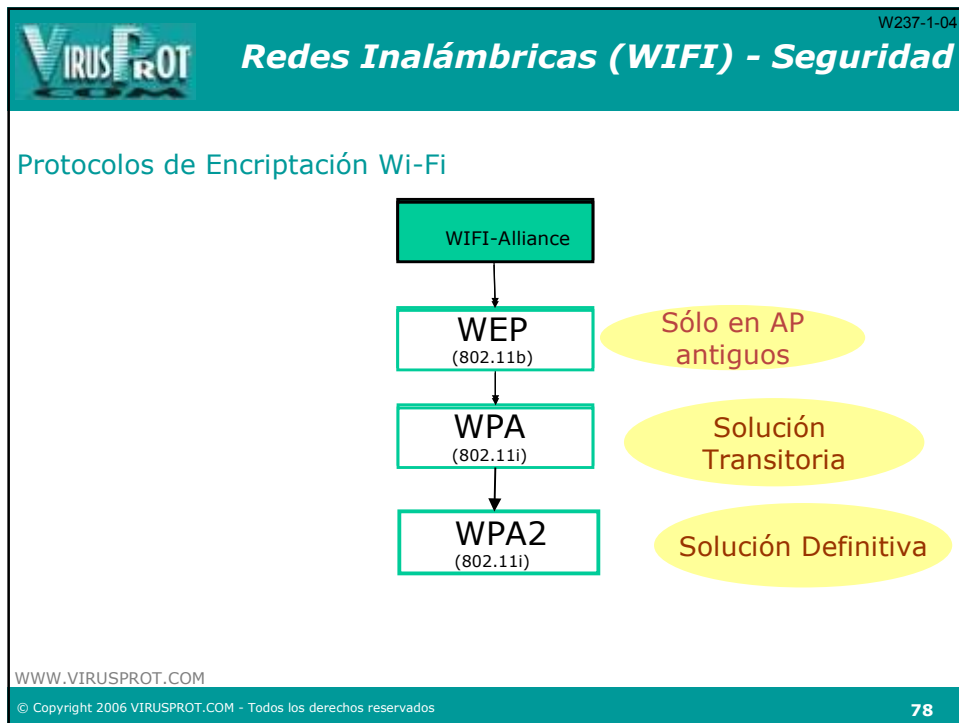 W237-1-04
VIRUSPROT
COM
Redes Inalámbricas (WIFI) - Seguridad
Protocolos de Encriptación Wi-Fi
WIFI-Alliance
WEP
(802.11b)
Sólo en AP
antiguos
WPA
(802.11i)
Solución
Transitoria
WPA2
(802.11i)
Solución Definitiva
WWW.VIRUSPROT.COM
© Copyright 2006 VIRUSPROT.COM - Todos los derechos reservados
78